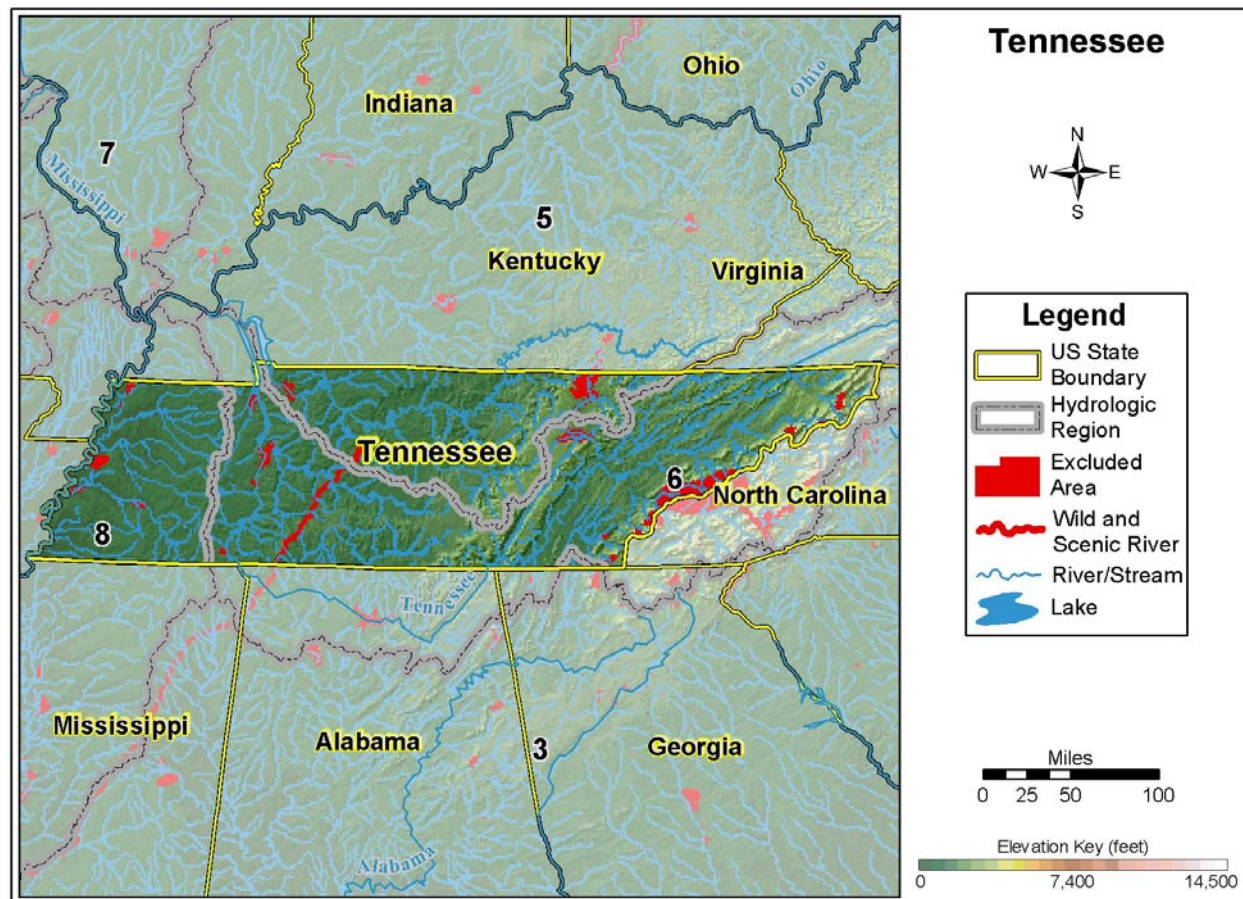 Tennessee
Ohio
Ohio
Indiana
7
Mississippi
5
Kentucky
Virginia
Tennessee
6
North Carolina
8
Tennessee
Mississippi
Alabama
3
Georgia
Alabama
N
W E
S
Legend
US State
Boundary
Hydrologic
Region
Excluded
Area
Wild and
Scenic River
River/Stream
Lake
Miles
0 25 50 100
Elevation Key (feet)
0 7,400 14,500